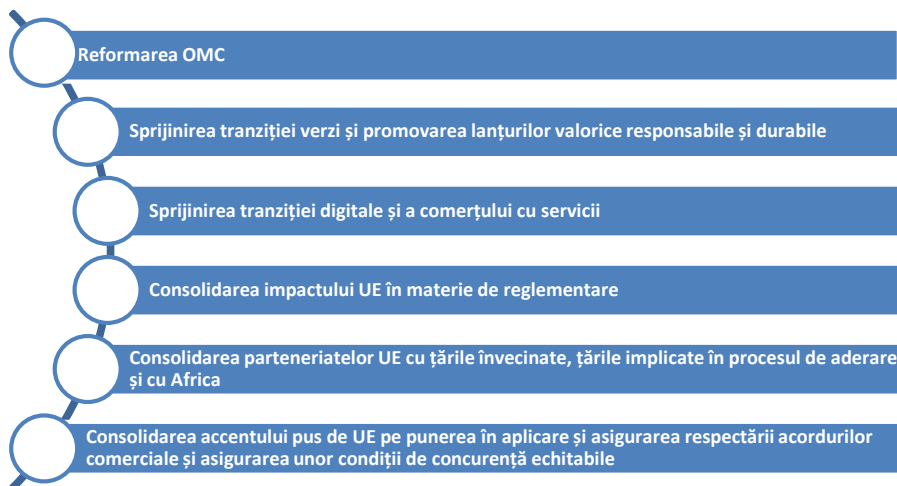 Reformarea OMC
Sprijinirea tranziției verzi și promovarea lanțurilor valorice responsabile și durabile
Sprijinirea tranziției digitale și a comerțului cu servicii
Consolidarea impactului UE în materie de reglementare
Consolidarea parteneriatelor UE cu țările învecinate, țările implicate în procesul de aderare
și cu Africa
Consolidarea accentului pus de UE pe punerea în aplicare și asigurarea respectării acordurilor
comerciale și asigurarea unor condiții de concurență echitabile